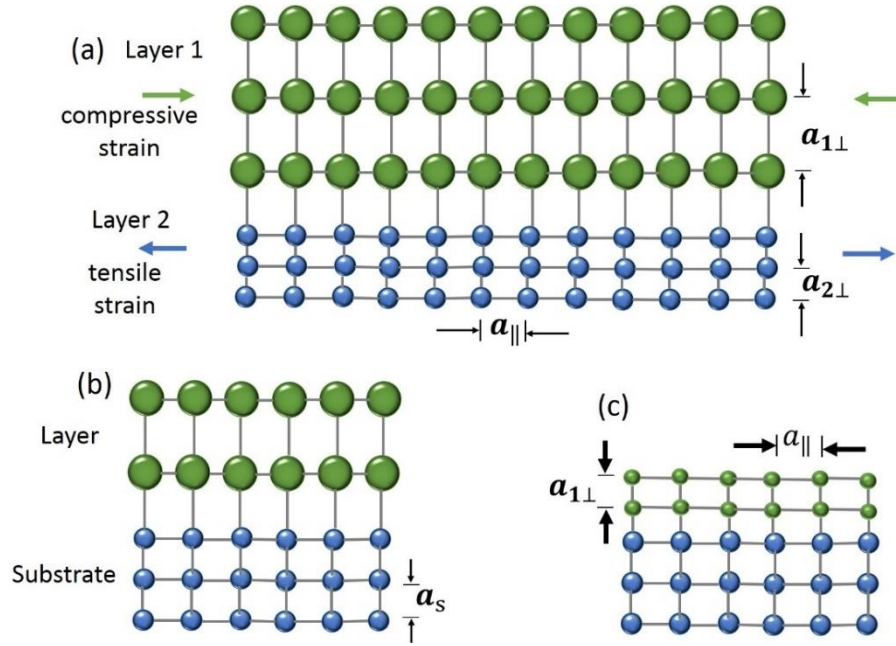 (a)
Layer 1
compressive
strain
a1⊥
Layer 2
tensile
strain
a2⊥
a||
(b)
Layer
Substrate
as
(c)
a||
a1⊥